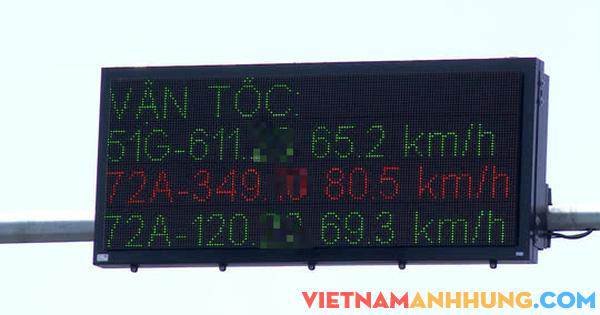 VẬN TỐC:
51G-611. 65.2 km/h
72A-349. 0 80.5 km/h
72A-120. 69.3 km/h
VIETNAMANHHUNG.COM